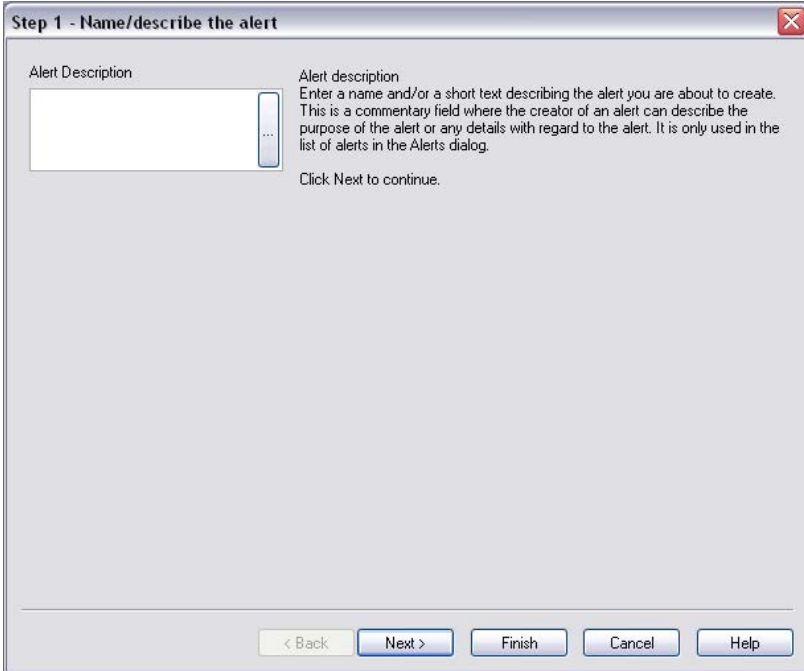 Step 1 - Name/describe the alert
Alert Description
...
Alert description
Enter a name and/or a short text describing the alert you are about to create.
This is a commentary field where the creator of an alert can describe the
purpose of the alert or any details with regard to the alert. It is only used in the
list of alerts in the Alerts dialog.
Click Next to continue.
< Back
Next >
Finish
Cancel
Help